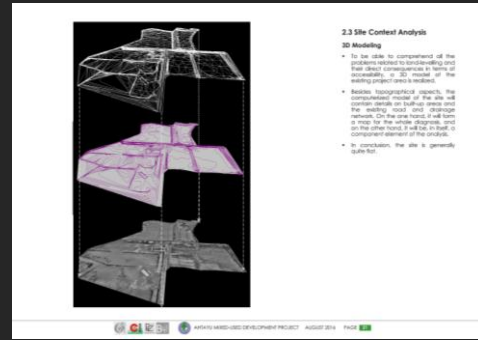 2.3 Site Context Analysis
3D Modeling
• To be able to comprehend all the
problems related to land-levelling and
their direct consequences in terms of
accessibility, a 3D model of the
existing project area is realized.
• Besides topographical aspects, the
computerized model of the site will
contain details on built-up areas and
the existing road and drainage
network. On the one hand, it will form
a map for the whole diagnosis, and
on the other hand, it will be, in itself, a
component element of the analysis.
• In conclusion, the site is generally
quite flat.
MIXED-USED DEVELOPMENT PROJECT AUGUST 2016 PAGE